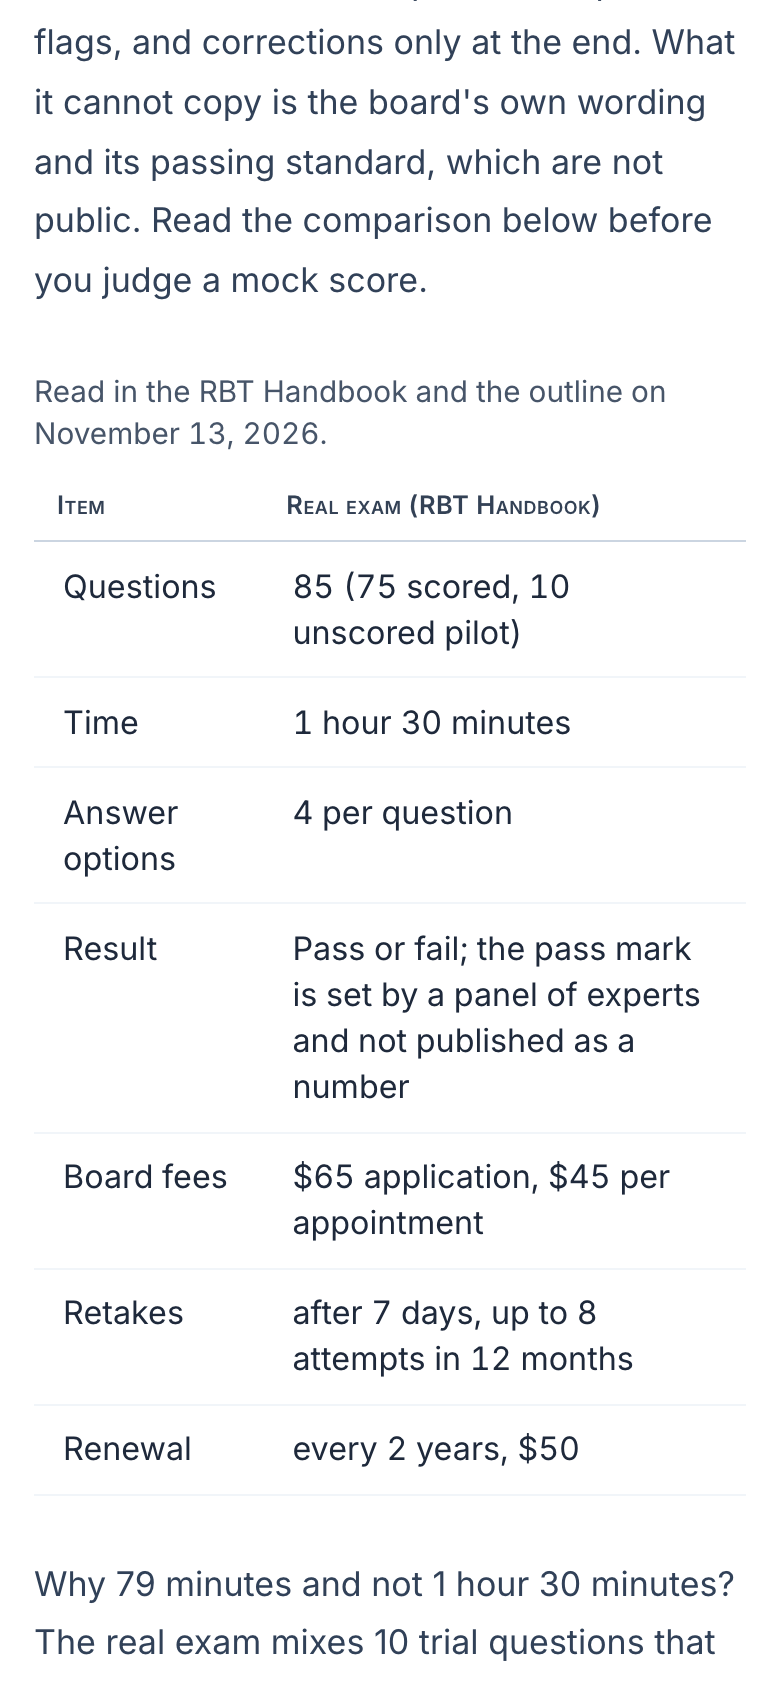 flags, and corrections only at the end. What
it cannot copy is the board's own wording
and its passing standard, which are not
public. Read the comparison below before
you judge a mock score.
Read in the RBT Handbook and the outline on
November 13, 2026.
Item Real exam (RBT Handbook)
Questions 85 (75 scored, 10
unscored pilot)
Time 1 hour 30 minutes
Answer 4 per question
options
Result Pass or fail; the pass mark
is set by a panel of experts
and not published as a
number
Board fees $65 application, $45 per
appointment
Retakes after 7 days, up to 8
attempts in 12 months
Renewal every 2 years, $50
Why 79 minutes and not 1 hour 30 minutes?
The real exam mixes 10 trial questions that